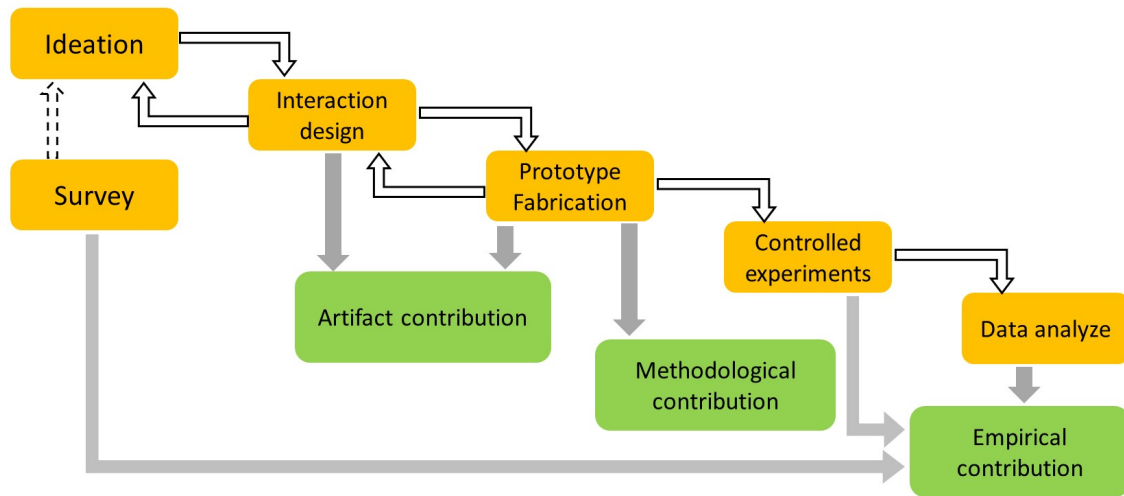 Ideation
Interaction
design
Survey
Prototype
Fabrication
Controlled
experiments
Artifact contribution
Data analyze
Methodological
contribution
Empirical
contribution